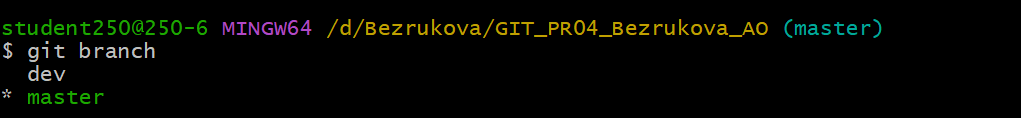 student250@250-6 MINGW64 /d/Bezrukova/GIT_PR04_Bezrukova_AO (master)
$ git branch
  dev
* master